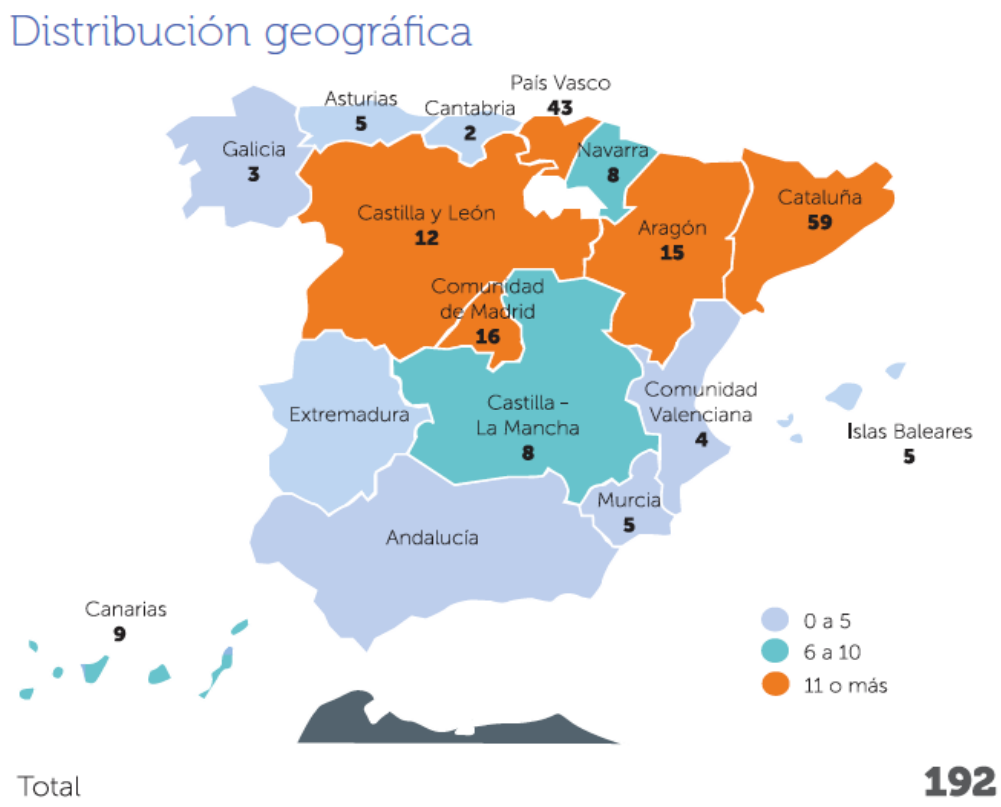 Distribución geográfica
País Vasco
43
Asturias
5
Cantabria
2
Galicia
3
Navarra
8
Cataluña
59
Castilla y León
12
Aragón
15
Comunidad
de Madrid
16
Comunidad
Valenciana
4
Extremadura
Castilla -
La Mancha
8
Islas Baleares
5
Murcia
5
Andalucía
Canarias
9
0 a 5
6 a 10
11 o más
Total
192